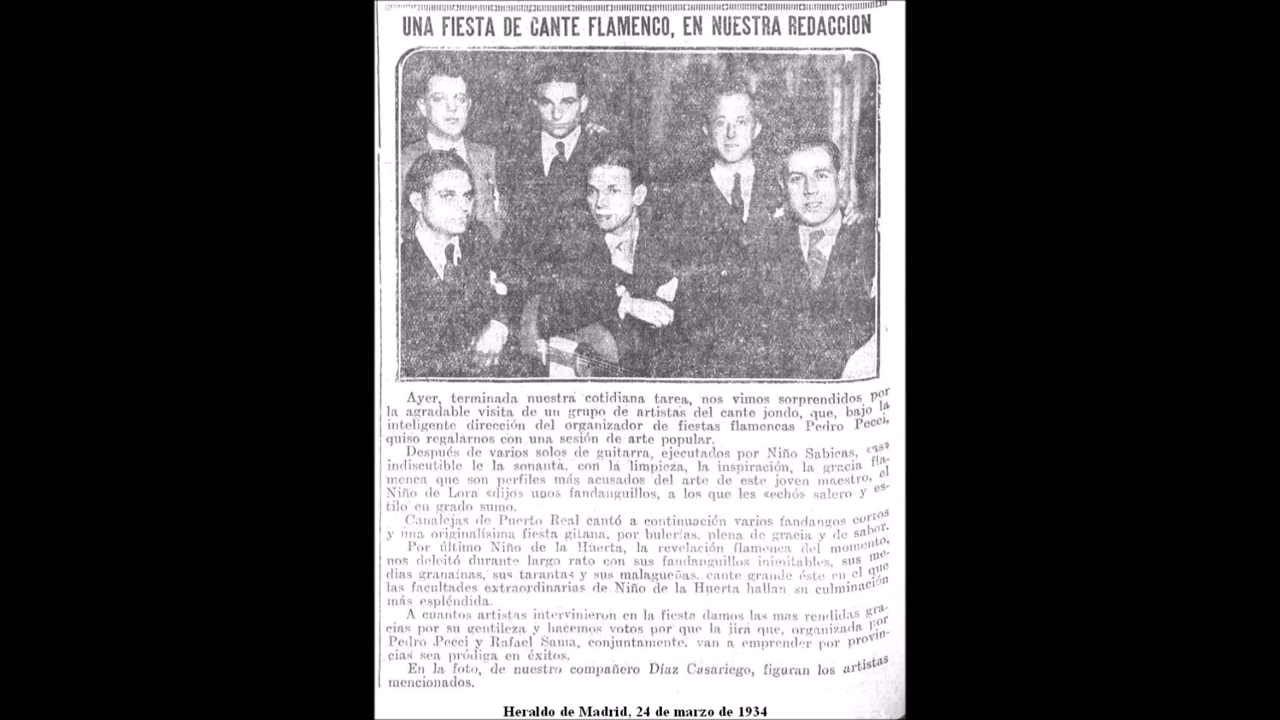 UNA FIESTA DE CANTE FLAMENCO, EN NUESTRA REDACCION
Ayer, terminada nuestra cotidiana tarea, nos vimos sorprendidos por
la agradable visita de un grupo de artistas del cante jondo, que, bajo la
inteligente dirección del organizador de fiestas flamencas Pedro Pecci,
quiso regalarnos con una sesión de arte popular.
Después de varios solos de guitarra, ejecutados por Niño Sabicas, «as»
indiscutible le la sonanta, con la limpieza, la inspiración, la gracia fla-
menca que son perfiles más acusados del arte de este joven maestro, el
Niño de Lora «dijo» unos fandanguillos, a los que les «echó» salero y es-
tilo en grado sumo.
Canalejas de Puerto Real cantó a continuación varios fandangos cortos
y una originalísima fiesta gitana, por bulerías, plena de gracia y de sabor.
Por último Niño de la Huerta, la revelación flamenca del momento,
nos deleitó durante largo rato con sus fandanguillos inimitables, sus me-
dias granaínas, sus tarantas y sus malagueñas, cante grande éste en el que
las facultades extraordinarias de Niño de la Huerta hallan su culminación
más espléndida.
A cuantos artistas intervinieron en la fiesta damos las mas rendidas gra-
cias por su gentileza y hacemos votos por que la jira que, organizada por
Pedro Pecci y Rafael Sama, conjuntamente, van a emprender por provin-
cias sea pródiga en éxitos.
En la foto, de nuestro compañero Díaz Casariego, figuran los artistas
mencionados.
Heraldo de Madrid, 24 de marzo de 1934